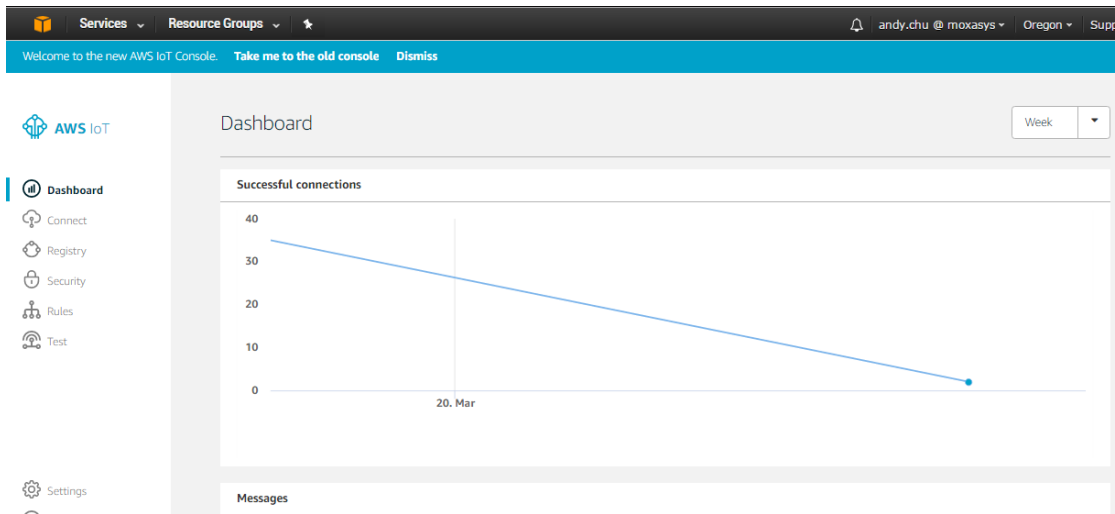 Services Resource Groups andy.chu @ moxasys Oregon
Welcome to the new AWS IoT Console. Take me to the old console Dismiss
AWS IoT
Dashboard
Week
Dashboard
Connect
Registry
Security
Rules
Test
Settings
Successful connections
40
30
20
10
0
20. Mar
Messages